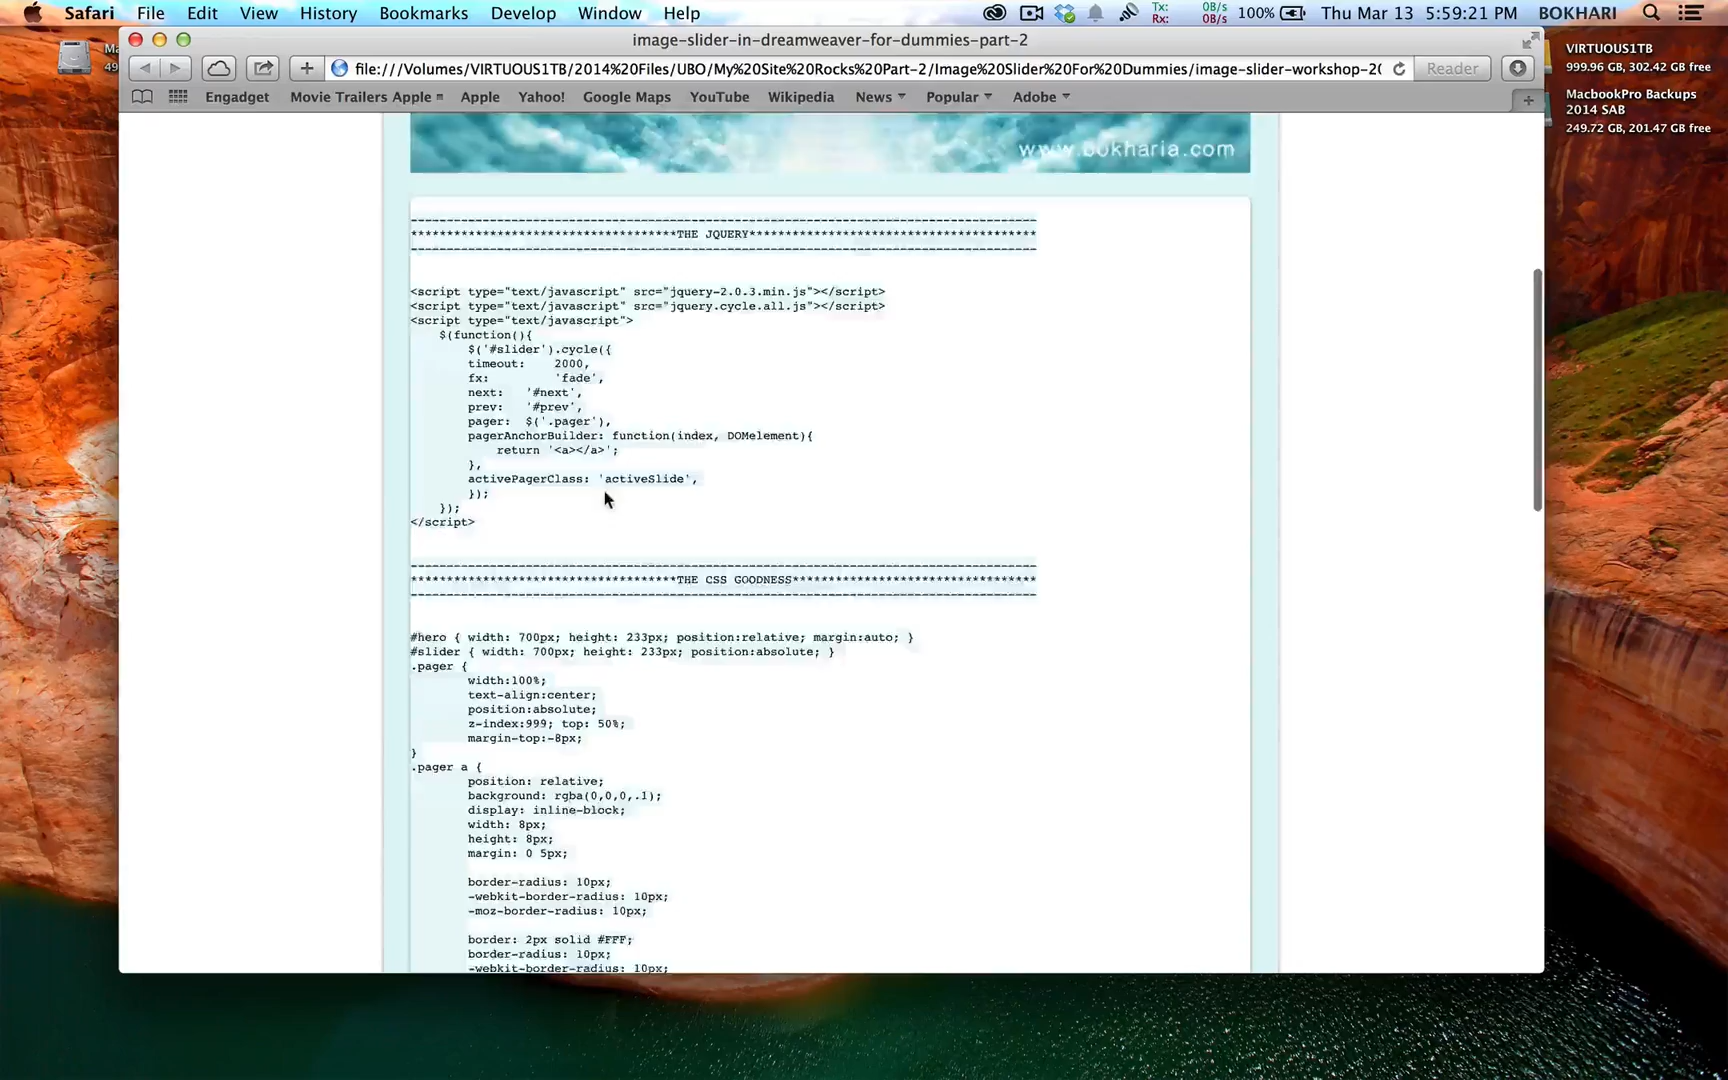 Safari File Edit View History Bookmarks Develop Window Help Tx: 0B/s Rx: 0B/s 100% Thu Mar 13 5:59:21 PM BOKHARI
image-slider-in-dreamweaver-for-dummies-part-2
file:///Volumes/VIRTUOUS1TB/2014%20Files/UBO/My%20Site%20Rocks%20Part-2/Image%20Slider%20For%20Dummies/image-slider-workshop-20 Reader
Engadget Movie Trailers Apple Apple Yahoo! Google Maps YouTube Wikipedia News Popular Adobe
VIRTUOUS1TB
999.96 GB, 302.42 GB free
MacbookPro Backups
2014 SAB
249.72 GB, 201.47 GB free
www.bokharia.com
*************************************THE JQUERY****************************************
<script type="text/javascript" src="jquery-2.0.3.min.js"></script>
<script type="text/javascript" src="jquery.cycle.all.js"></script>
<script type="text/javascript">
$(function(){
$('#slider').cycle({
timeout: 2000,
fx: 'fade',
next: '#next',
prev: '#prev',
pager: $('.pager'),
pagerAnchorBuilder: function(index, DOMelement){
return '<a></a>';
},
activePagerClass: 'activeSlide',
});
});
</script>
*************************************THE CSS GOODNESS**********************************
#hero { width: 700px; height: 233px; position:relative; margin:auto; }
#slider { width: 700px; height: 233px; position:absolute; }
.pager {
width:100%;
text-align:center;
position:absolute;
z-index:999; top: 50%;
margin-top:-8px;
}
.pager a {
position: relative;
background: rgba(0,0,0,.1);
display: inline-block;
width: 8px;
height: 8px;
margin: 0 5px;
border-radius: 10px;
-webkit-border-radius: 10px;
-moz-border-radius: 10px;
border: 2px solid #FFF;
border-radius: 10px;
-webkit-border-radius: 10px;